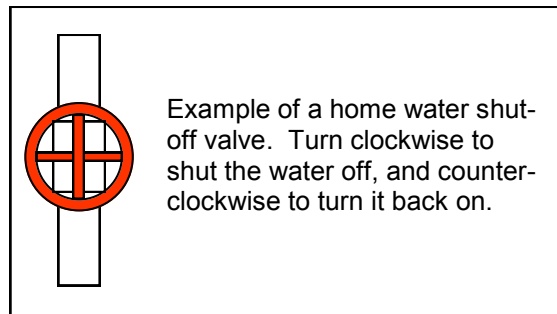 Example of a home water shut-
off valve.  Turn clockwise to
shut the water off, and counter-
clockwise to turn it back on.